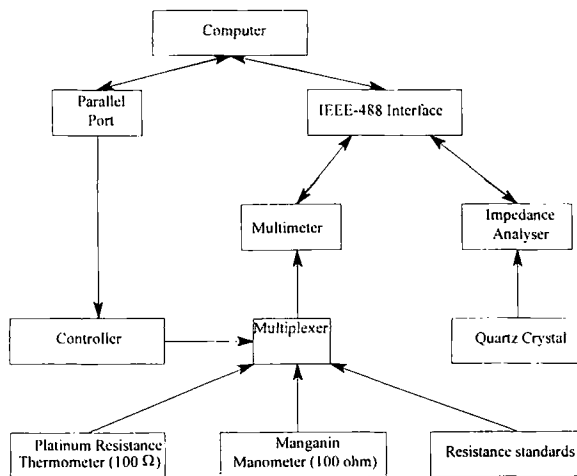 Computer
Parallel
Port
IEEE-488 Interface
Multimeter
Impedance
Analyser
Controller
Multiplexer
Quartz Crystal
Platinum Resistance
Thermometer (100 Ω)
Manganin
Manometer (100 ohm)
Resistance standards